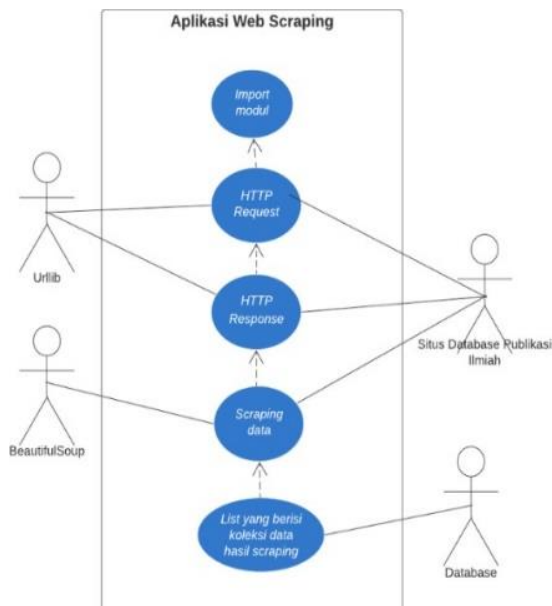 Aplikasi Web Scraping
Import
modul
HTTP
Request
Urllib
HTTP
Response
Situs Database Publikasi
Ilmiah
Scraping
data
BeautifulSoup
List yang berisi
koleksi data
hasil scraping
Database